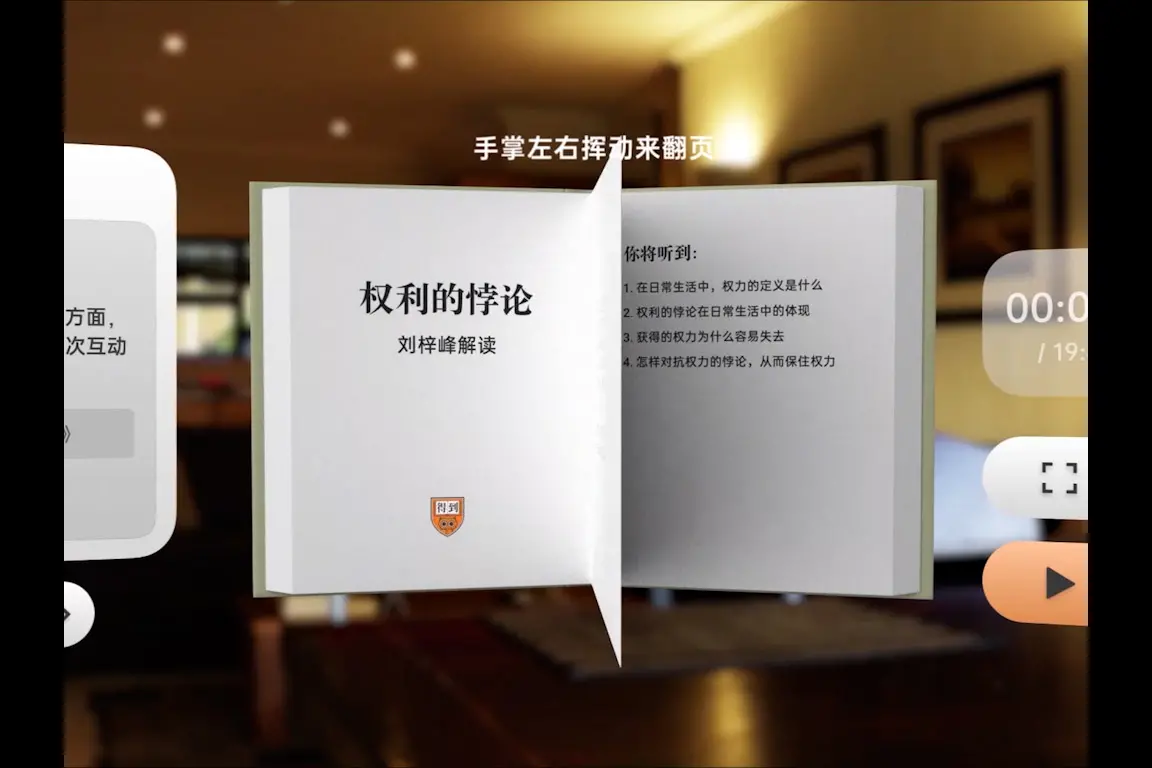 手掌左右挥动来翻页
方面，
次互动
》
权利的悖论
刘梓峰解读
得到
你将听到：
1. 在日常生活中，权力的定义是什么
2. 权利的悖论在日常生活中的体现
3. 获得的权力为什么容易失去
4. 怎样对抗权力的悖论，从而保住权力
00:0
/ 19: